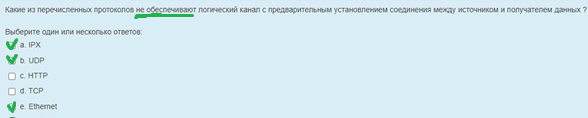 Какие из перечисленных протоколов не обеспечивают логический канал с предварительным установлением соединения между источником и получателем данных ?
Выберите один или несколько ответов:
a. IPX
b. UDP
c. HTTP
d. TCP
e. Ethernet